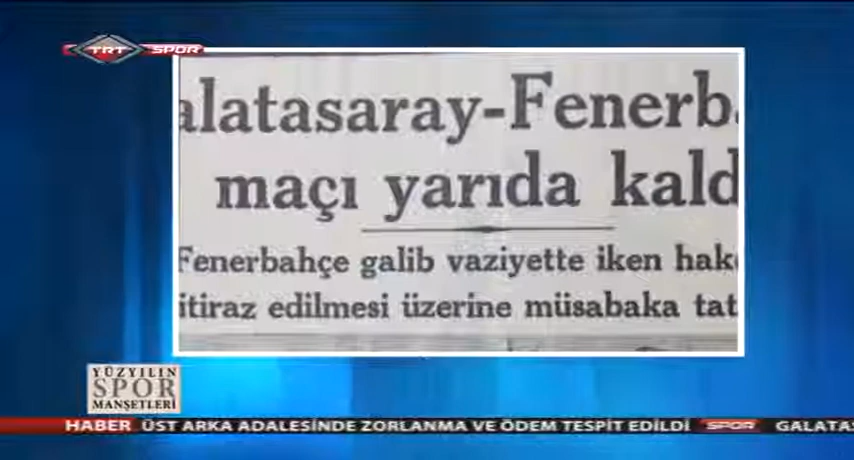 TRT SPOR
alatasaray-Fenerb
maçı yarıda kald
Fenerbahçe galib vaziyette iken hak
itiraz edilmesi üzerine müsabaka tat
YÜZYILIN
SPOR
MANŞETLERİ
HABER ÜST ARKA ADALESİNDE ZORLANMA VE ÖDEM TESPİT EDİLDİ SPOR GALATAS